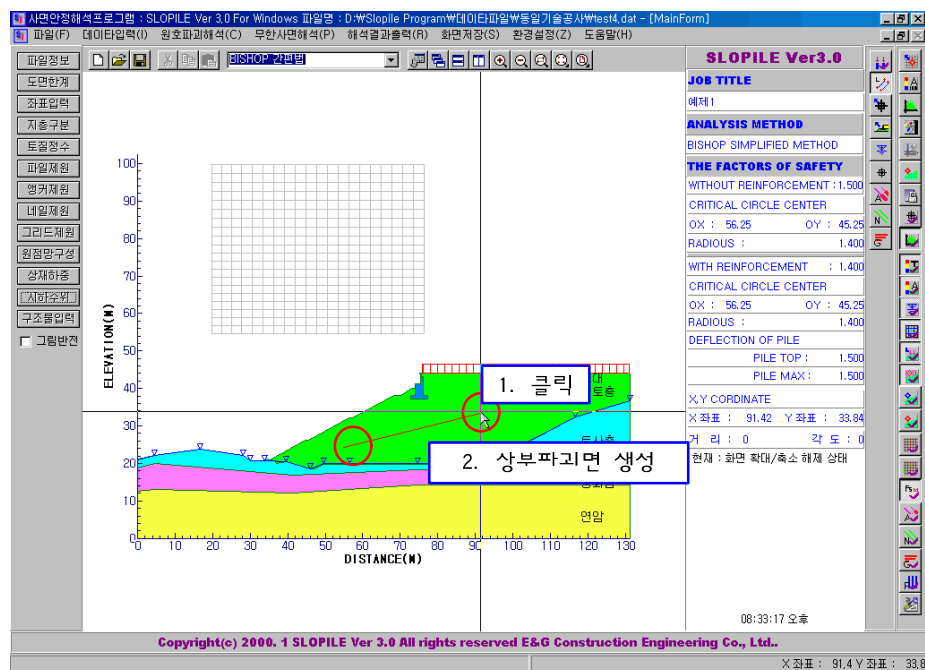 사면안정해석프로그램 : SLOPILE Ver 3,0 For Windows 파일명 : D:₩Slopile Program₩데이타파일₩동일기술공사₩test4,dat - [MainForm]
파일(F) 데이타입력(I) 원호파괴해석(C) 무한사면해석(P) 해석결과출력(R) 화면저장(S) 환경설정(Z) 도움말(H)
BISHOP 간편법
파일정보
도면한계
좌표입력
지층구분
토질정수
파일제원
앵커제원
네일제원
그리드제원
원점망구성
상재하중
지하수위
구조물입력
그림반전
ELEVATION(M)
100
90
80
70
60
50
40
30
20
10
0
0 10 20 30 40 50 60 70 80 90 100 110 120 130
DISTANCE(M)
1. 클릭
2. 상부파괴면 생성
대
토층
연암
SLOPILE Ver3.0
JOB TITLE
예제1
ANALYSIS METHOD
BISHOP SIMPLIFIED METHOD
THE FACTORS OF SAFETY
WITHOUT REINFORCEMENT : 1.500
CRITICAL CIRCLE CENTER
OX : 56.25 OY : 45.25
RADIOUS : 1.400
WITH REINFORCEMENT : 1.400
CRITICAL CIRCLE CENTER
OX : 56.25 OY : 45.25
RADIOUS : 1.400
DEFLECTION OF PILE
PILE TOP : 1.500
PILE MAX : 1.500
X,Y CORDINATE
X 좌표 : 91.42 Y 좌표 : 33.84
거 리 : 0 각 도 : 0
현재 : 화면 확대/축소 해제 상태
08:33:17 오후
Copyright(c) 2000. 1 SLOPILE Ver 3.0 All rights reserved E&G Construction Engineering Co., Ltd..
X 좌표 : 91,4 Y 좌표 : 33,8